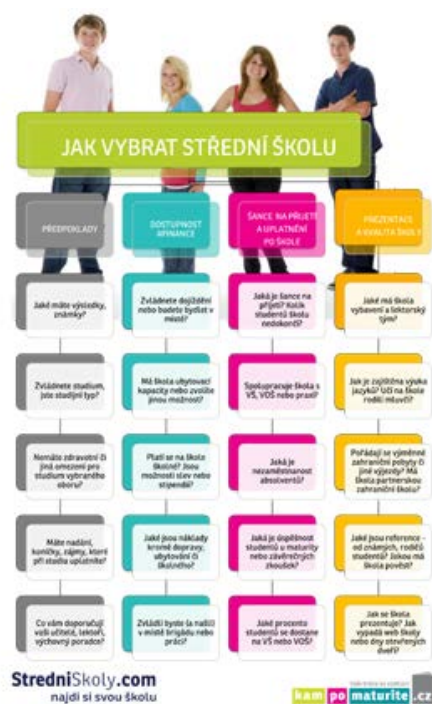 JAK VYBRAT STŘEDNÍ ŠKOLU
PŘEDPOKLADY
DOSTUPNOST
AFINANCE
ŠANCE NA PŘIJETÍ
A UPLATNĚNÍ
PO ŠKOLE
PREZENTACE
A KVALITA ŠKOLY
Jaké máte výsledky,
známky?
Zvládnete dojíždění
nebo budete bydlet v
místě?
Jaká je šance na
přijetí? Kolik
studentů školu
nedokončí?
Jaké má škola
vybavení a lektorský
tým?
Zvládnete studium,
jste studijní typ?
Má škola ubytovací
kapacity nebo zvolíte
jinou možnost?
Spolupracuje škola s
VŠ, VOŠ nebo praxí?
Jak je zajištěna výuka
jazyků? Učí na škole
rodilí mluvčí?
Nemáte zdravotní či
jiná omezení pro
studium vybraného
oboru?
Platí se na škole
školné? Jsou
možnosti slev nebo
stipendií?
Jaká je
nezaměstnanost
absolventů?
Pořádají se výměnné
zahraniční pobyty či
jiné výjezdy? Má
škola partnerskou
zahraniční školu?
Máte nadání,
koníčky, zájmy, které
při studiu uplatníte?
Jaké jsou náklady
kromě dopravy,
ubytování či
školného?
Jaká je úspěšnost
studentů u maturity
nebo závěrečných
zkoušek?
Jaké jsou reference -
od známých, rodičů
studentů? Jakou má
škola pověst?
Co vám doporučují
vaši učitelé, lektoři,
výchovný poradce?
Zvládli byste (a našli)
v místě brigádu nebo
práci?
Jaké procento
studentů se dostane
na VŠ nebo VOŠ?
Jak se škola
prezentuje? Jak
vypadá web školy
nebo dny otevřených
dveří?
StredniSkoly.com
najdi si svou školu
kam po maturite.cz